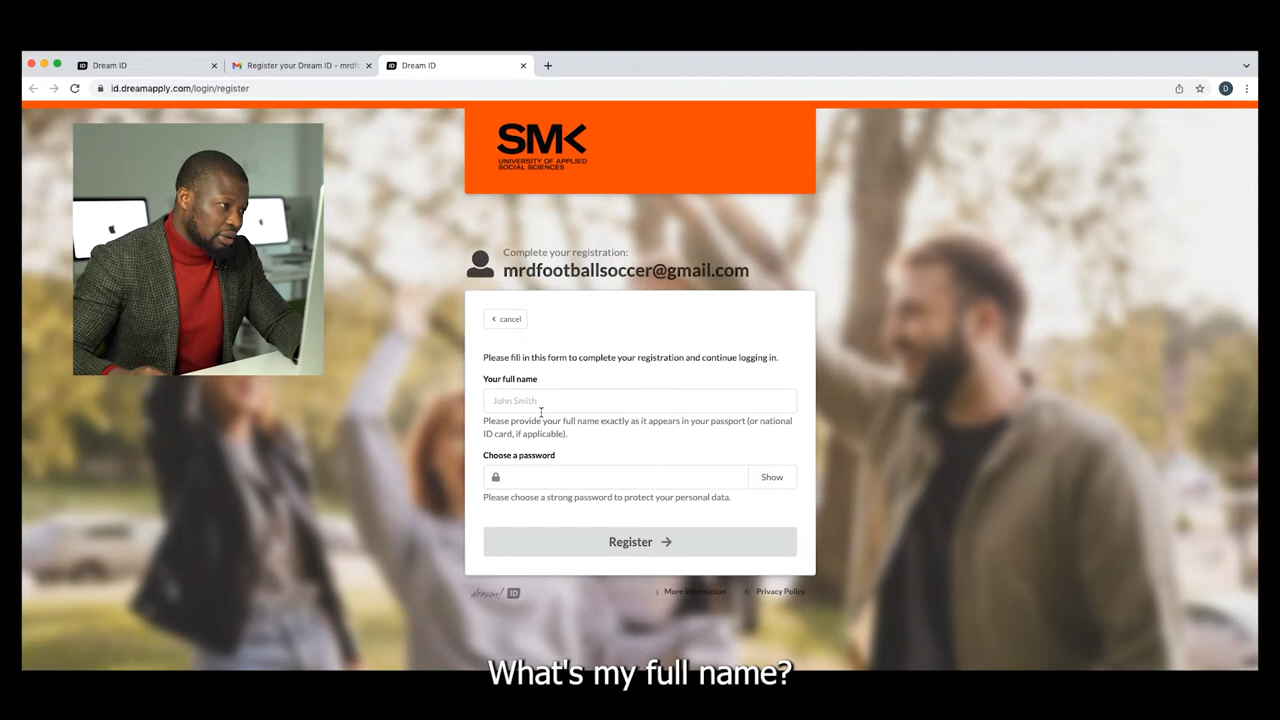 Dream ID
Register your Dream ID - mrdf
Dream ID
id.dreamapply.com/login/register
D
SMK
UNIVERSITY OF APPLIED
SOCIAL SCIENCES
Complete your registration:
mrdfootballsoccer@gmail.com
cancel
Please fill in this form to complete your registration and continue logging in.
Your full name
John Smith
Please provide your full name exactly as it appears in your passport (or national
ID card, if applicable).
Choose a password
Show
Please choose a strong password to protect your personal data.
Register
dream! ID
More information
Privacy Policy
What's my full name?